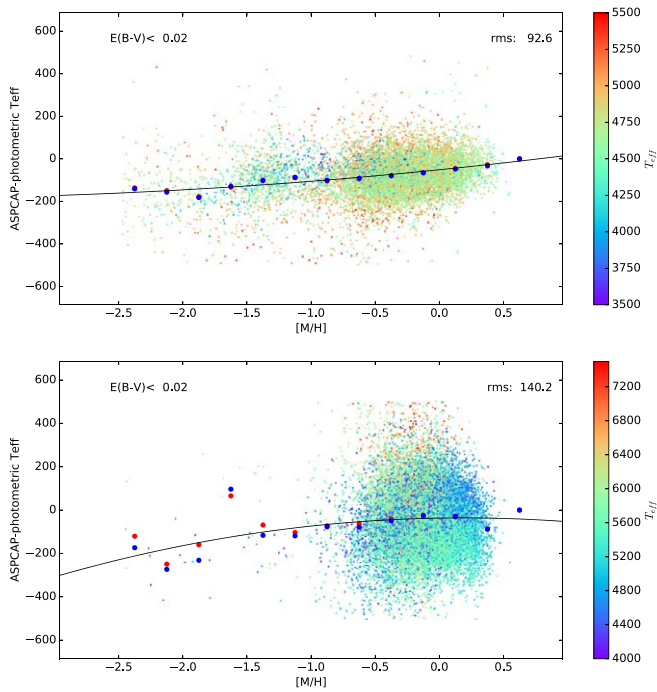 E(B-V)< 0.02
rms: 92.6
600
400
200
0
−200
−400
−600
ASPCAP-photometric Teff
−2.5 −2.0 −1.5 −1.0 −0.5 0.0 0.5
[M/H]
5500
5250
5000
4750
4500
4250
4000
3750
3500
T_eff
E(B-V)< 0.02
rms: 140.2
600
400
200
0
−200
−400
−600
ASPCAP-photometric Teff
−2.5 −2.0 −1.5 −1.0 −0.5 0.0 0.5
[M/H]
7200
6800
6400
6000
5600
5200
4800
4400
4000
T_eff